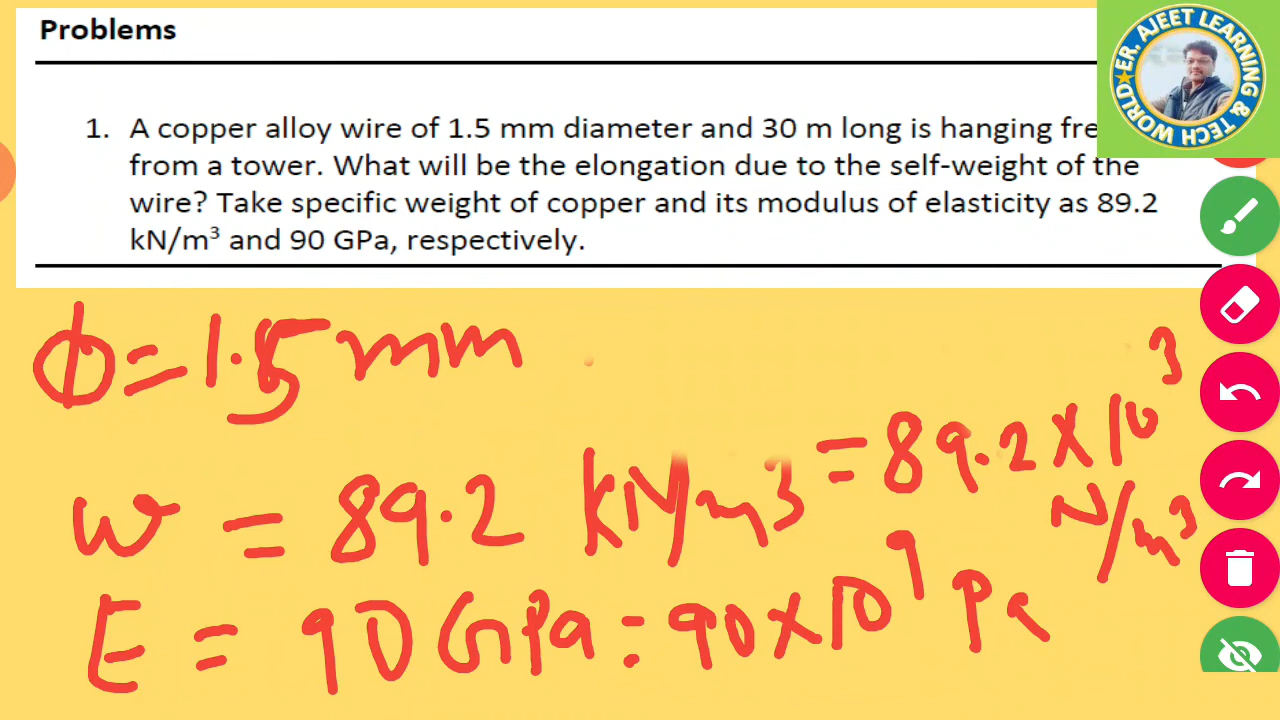 Problems
1. A copper alloy wire of 1.5 mm diameter and 30 m long is hanging fre
from a tower. What will be the elongation due to the self-weight of the
wire? Take specific weight of copper and its modulus of elasticity as 89.2
kN/m³ and 90 GPa, respectively.
ER. AJEET LEARNING & TECH WORLD★
ϕ=1.5mm
w = 89.2 kN/m3 = 89.2×10³ N/m3
E = 90GPa = 90×10⁹ Pa